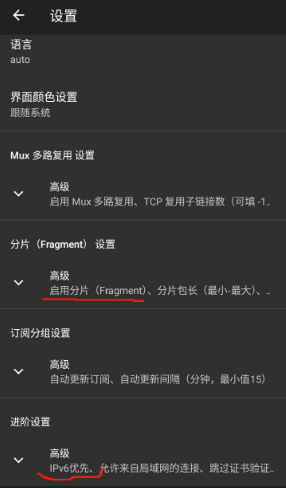 设置
语言
auto
界面颜色设置
跟随系统
Mux 多路复用 设置
高级
启用 Mux 多路复用、TCP 复用子链接数（可填 -1..
分片（Fragment） 设置
高级
启用分片（Fragment）、分片包长（最小-最大）、..
订阅分组设置
高级
自动更新订阅、自动更新间隔（分钟，最小值15）
进阶设置
高级
IPv6优先、允许来自局域网的连接、跳过证书验证..